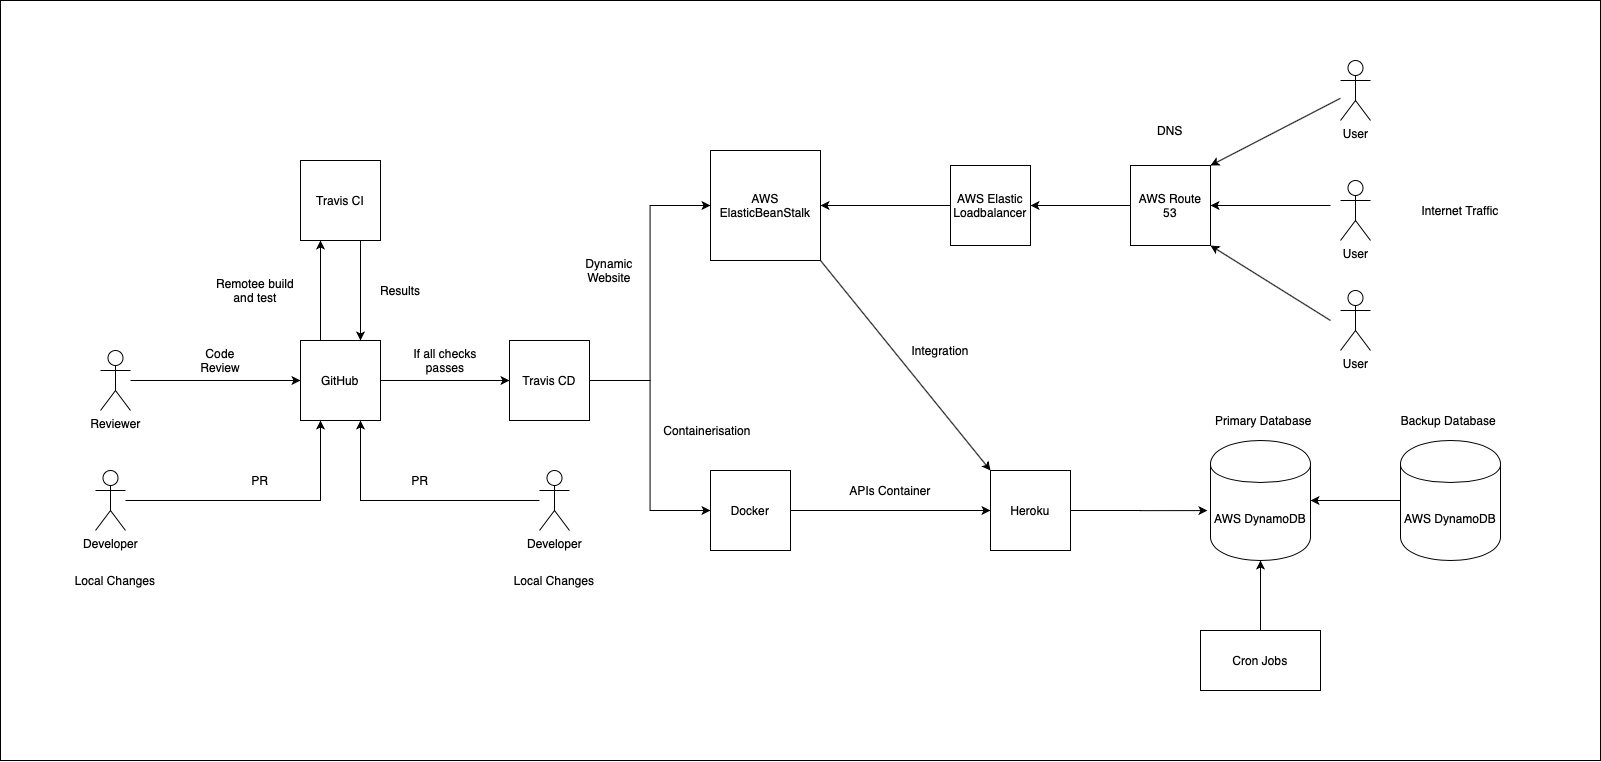 User
DNS
Travis CI
AWS
ElasticBeanStalk
AWS Elastic
Loadbalancer
AWS Route
53
User
Internet Traffic
Remotee build
and test
Results
Dynamic
Website
User
Code
Review
GitHub
If all checks
passes
Travis CD
Integration
Reviewer
Containerisation
Primary Database
Backup Database
PR
PR
Docker
APIs Container
Heroku
AWS DynamoDB
AWS DynamoDB
Developer
Developer
Local Changes
Local Changes
Cron Jobs